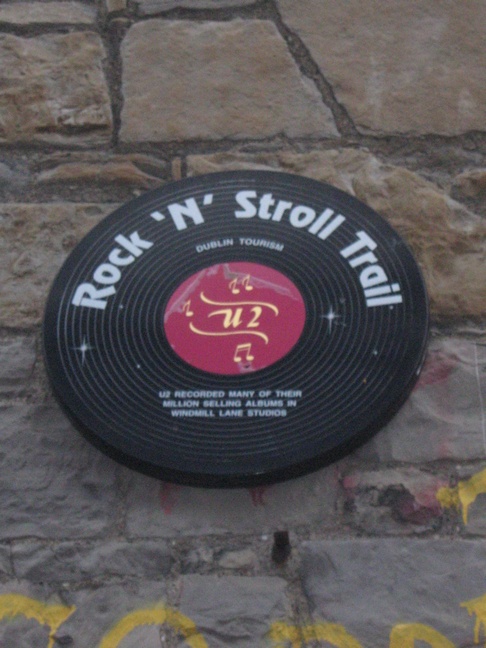 Rock 'N' Stroll Trail
DUBLIN TOURISM
U2
U2 RECORDED MANY OF THEIR
MILLION SELLING ALBUMS IN
WINDMILL LANE STUDIOS